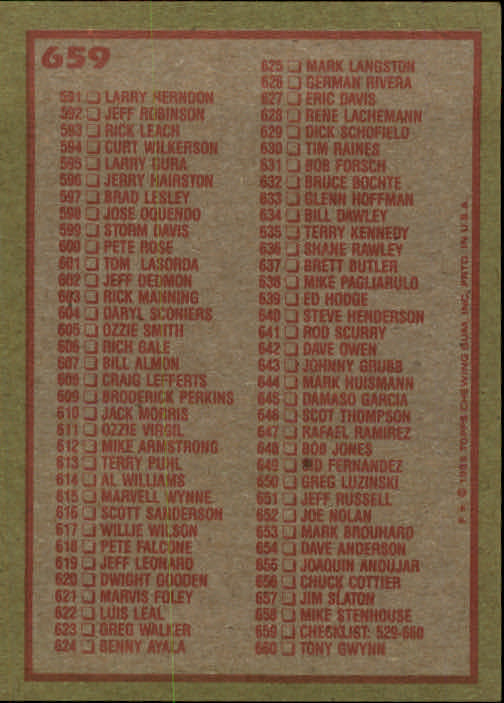 659
591 LARRY HERNDON
592 JEFF ROBINSON
593 RICK LEACH
594 CURT WILKERSON
595 LARRY GURA
596 JERRY HAIRSTON
597 BRAD LESLEY
598 JOSE OQUENDO
599 STORM DAVIS
600 PETE ROSE
601 TOM LASORDA
602 JEFF DEDMON
603 RICK MANNING
604 DARYL SCONIERS
605 OZZIE SMITH
606 RICH GALE
607 BILL ALMON
608 CRAIG LEFFERTS
609 BRODERICK PERKINS
610 JACK MORRIS
611 OZZIE VIRGIL
612 MIKE ARMSTRONG
613 TERRY PUHL
614 AL WILLIAMS
615 MARVELL WYNNE
616 SCOTT SANDERSON
617 WILLIE WILSON
618 PETE FALCONE
619 JEFF LEONARD
620 DWIGHT GOODEN
621 MARVIS FOLEY
622 LUIS LEAL
623 GREG WALKER
624 BENNY AYALA
625 MARK LANGSTON
626 GERMAN RIVERA
627 ERIC DAVIS
628 RENE LACHEMANN
629 DICK SCHOFIELD
630 TIM RAINES
631 BOB FORSCH
632 BRUCE BOCHTE
633 GLENN HOFFMAN
634 BILL DAWLEY
635 TERRY KENNEDY
636 SHANE RAWLEY
637 BRETT BUTLER
638 MIKE PAGLIARULO
639 ED HODGE
640 STEVE HENDERSON
641 ROD SCURRY
642 DAVE OWEN
643 JOHNNY GRUBB
644 MARK HUISMANN
645 DAMASO GARCIA
646 SCOT THOMPSON
647 RAFAEL RAMIREZ
648 BOB JONES
649 SID FERNANDEZ
650 GREG LUZINSKI
651 JEFF RUSSELL
652 JOE NOLAN
653 MARK BROUHARD
654 DAVE ANDERSON
655 JOAQUIN ANDUJAR
656 CHUCK COTTIER
657 JIM SLATON
658 MIKE STENHOUSE
659 CHECKLIST: 529-660
660 TONY GWYNN
© 1985 TOPPS CHEWING GUM, INC. PRTD. IN U.S.A.